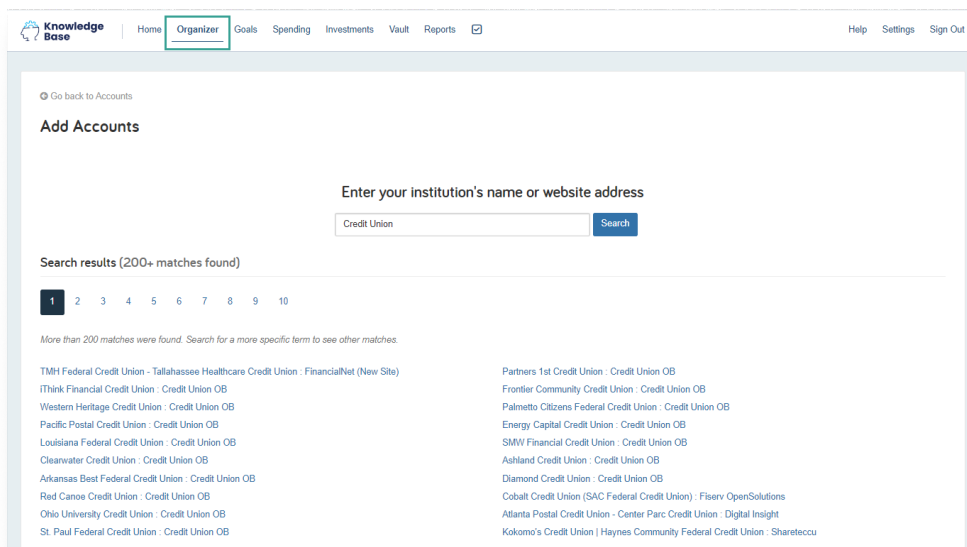 Knowledge Base
Home Organizer Goals Spending Investments Vault Reports Help Settings Sign Out
Go back to Accounts
Add Accounts
Enter your institution's name or website address
Credit Union Search
Search results (200+ matches found)
1 2 3 4 5 6 7 8 9 10
More than 200 matches were found. Search for a more specific term to see other matches.
TMH Federal Credit Union - Tallahassee Healthcare Credit Union : FinancialNet (New Site)
iThink Financial Credit Union : Credit Union OB
Western Heritage Credit Union : Credit Union OB
Pacific Postal Credit Union : Credit Union OB
Louisiana Federal Credit Union : Credit Union OB
Clearwater Credit Union : Credit Union OB
Arkansas Best Federal Credit Union : Credit Union OB
Red Canoe Credit Union : Credit Union OB
Ohio University Credit Union : Credit Union OB
St. Paul Federal Credit Union : Credit Union OB
Partners 1st Credit Union : Credit Union OB
Frontier Community Credit Union : Credit Union OB
Palmetto Citizens Federal Credit Union : Credit Union OB
Energy Capital Credit Union : Credit Union OB
SMW Financial Credit Union : Credit Union OB
Ashland Credit Union : Credit Union OB
Diamond Credit Union : Credit Union OB
Cobalt Credit Union (SAC Federal Credit Union) : Fiserv OpenSolutions
Atlanta Postal Credit Union - Center Parc Credit Union : Digital Insight
Kokomo's Credit Union | Haynes Community Federal Credit Union : Shareteccu